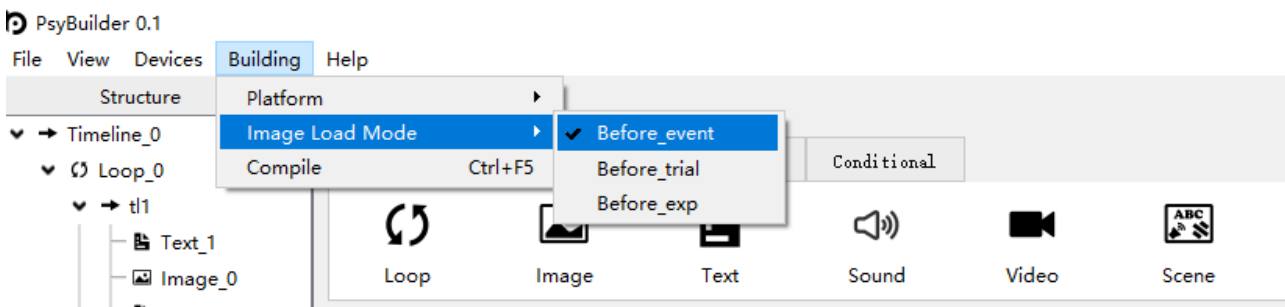 PsyBuilder 0.1
File View Devices Building Help
Structure
Platform
Timeline_0
Image Load Mode
Before_event
Loop_0
Compile Ctrl+F5
Before_trial
Conditional
tl1
Before_exp
Text_1
ABC
Image_0
Loop Image Text Sound Video Scene